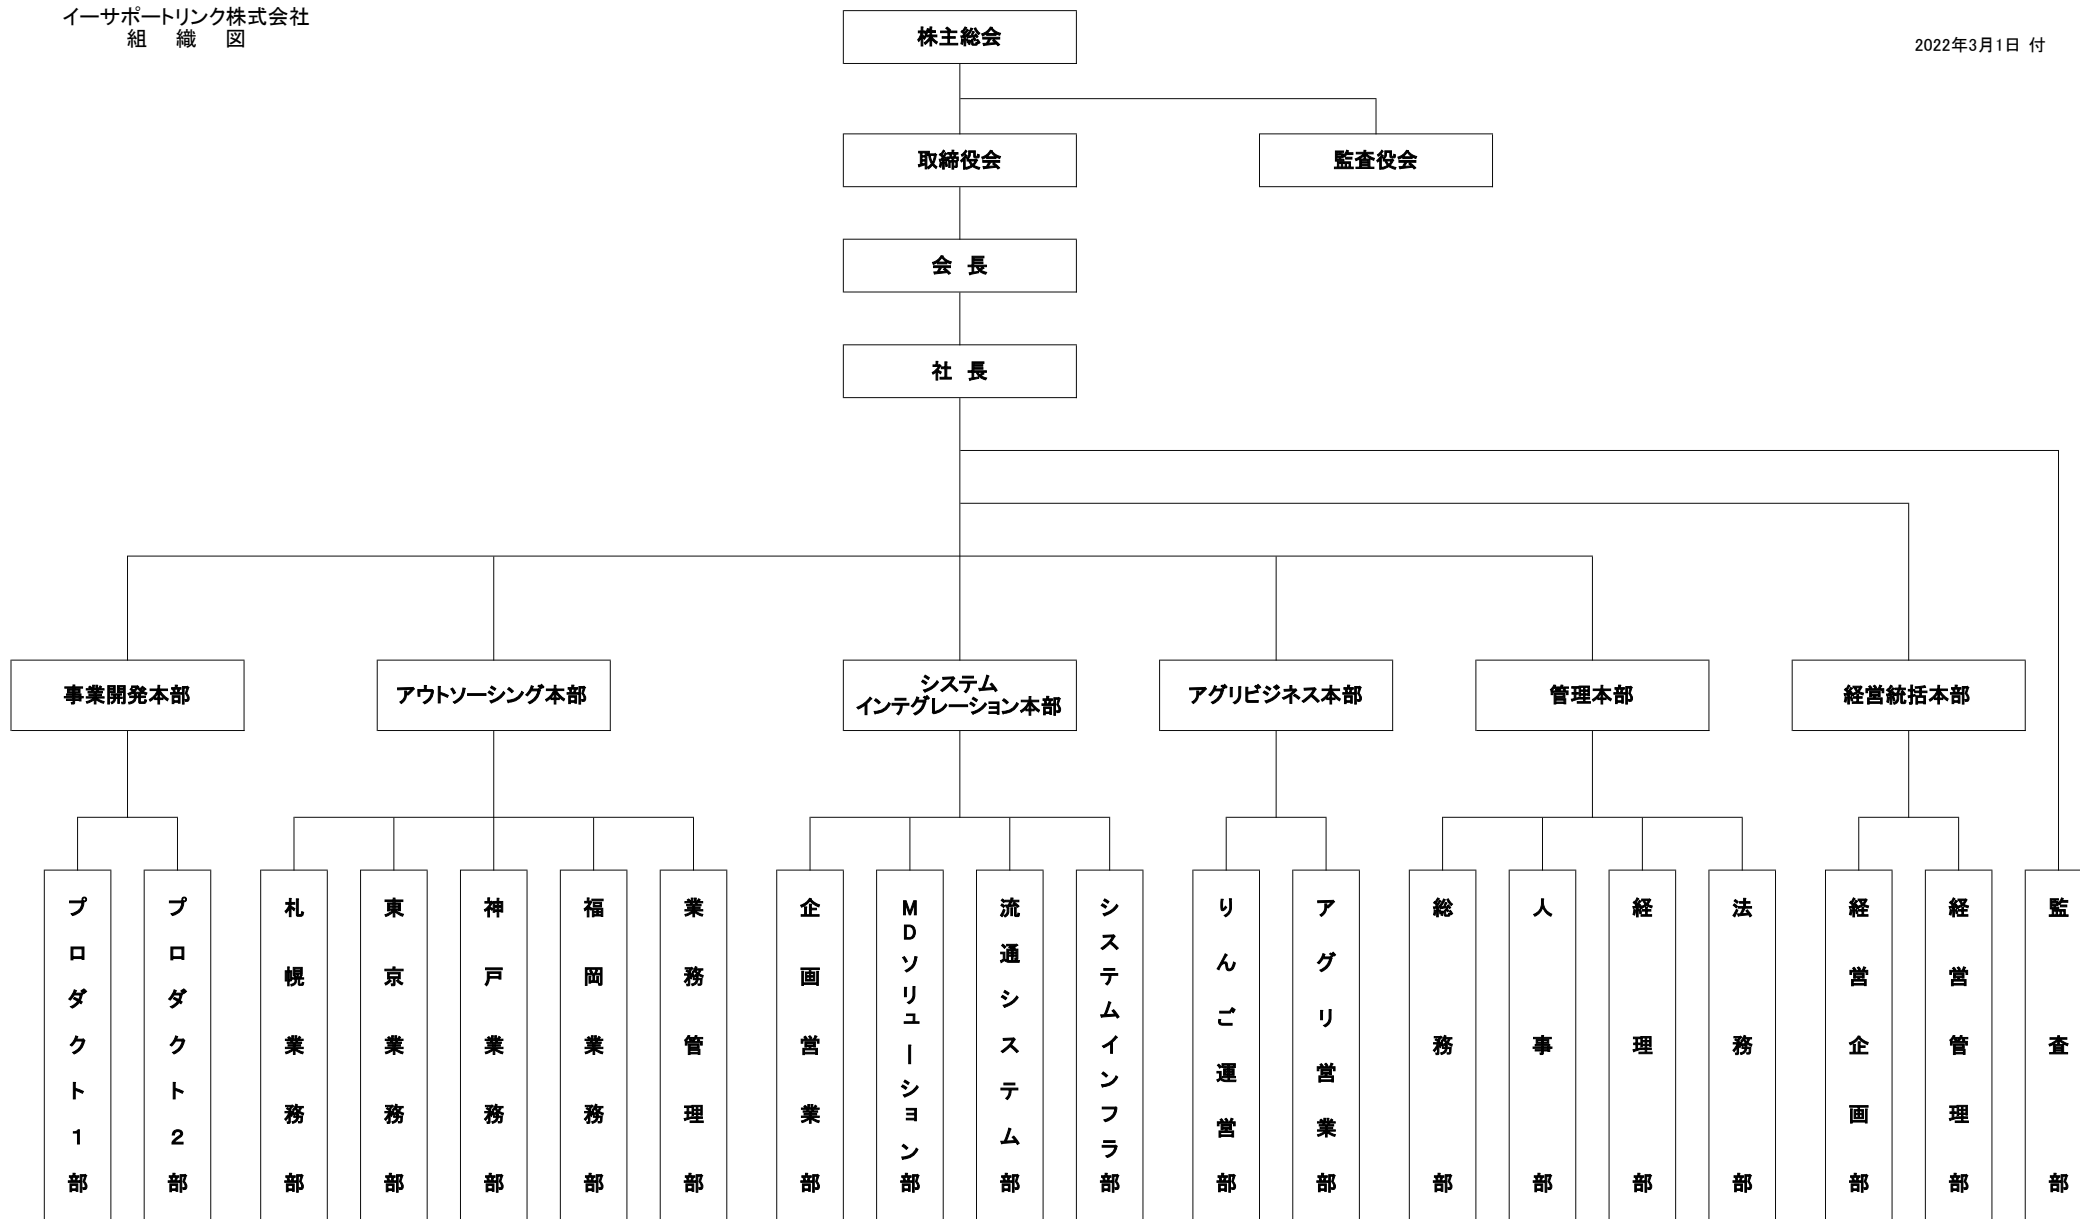 イーサポートリンク株式会社
組 織 図
2022年3月1日 付
株主総会
取締役会
監査役会
会 長
社 長
事業開発本部
アウトソーシング本部
システム
インテグレーション本部
アグリビジネス本部
管理本部
経営統括本部
プロダクト1部
プロダクト2部
札幌業務部
東京業務部
神戸業務部
福岡業務部
業務管理部
企画営業部
MDソリューション部
流通システム部
システムインフラ部
りんご運営部
アグリ営業部
総務部
人事部
経理部
法務部
経営企画部
経営管理部
監査部